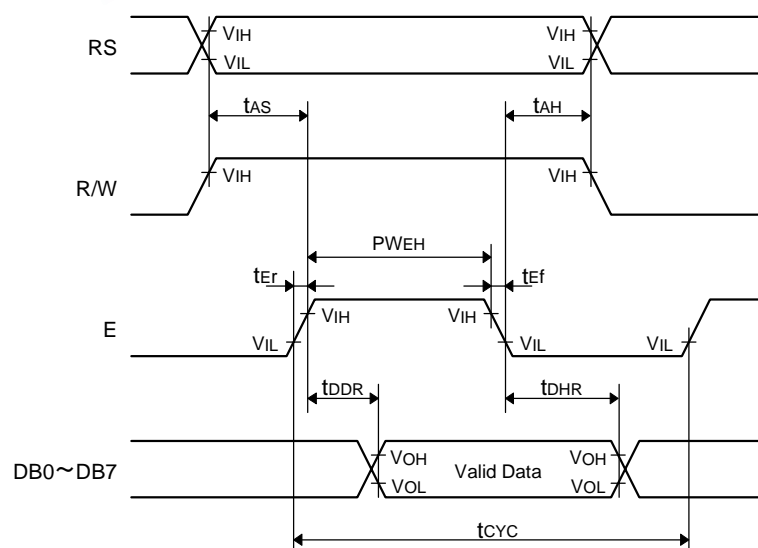 RS
VIH
VIL
VIH
VIL
tAS
tAH
R/W
VIH
VIH
PWEH
tEr
tEf
E
VIL
VIH
VIH
VIL
VIL
tDDR
tDHR
DB0~DB7
VOH
VOL
Valid Data
VOH
VOL
tCYC